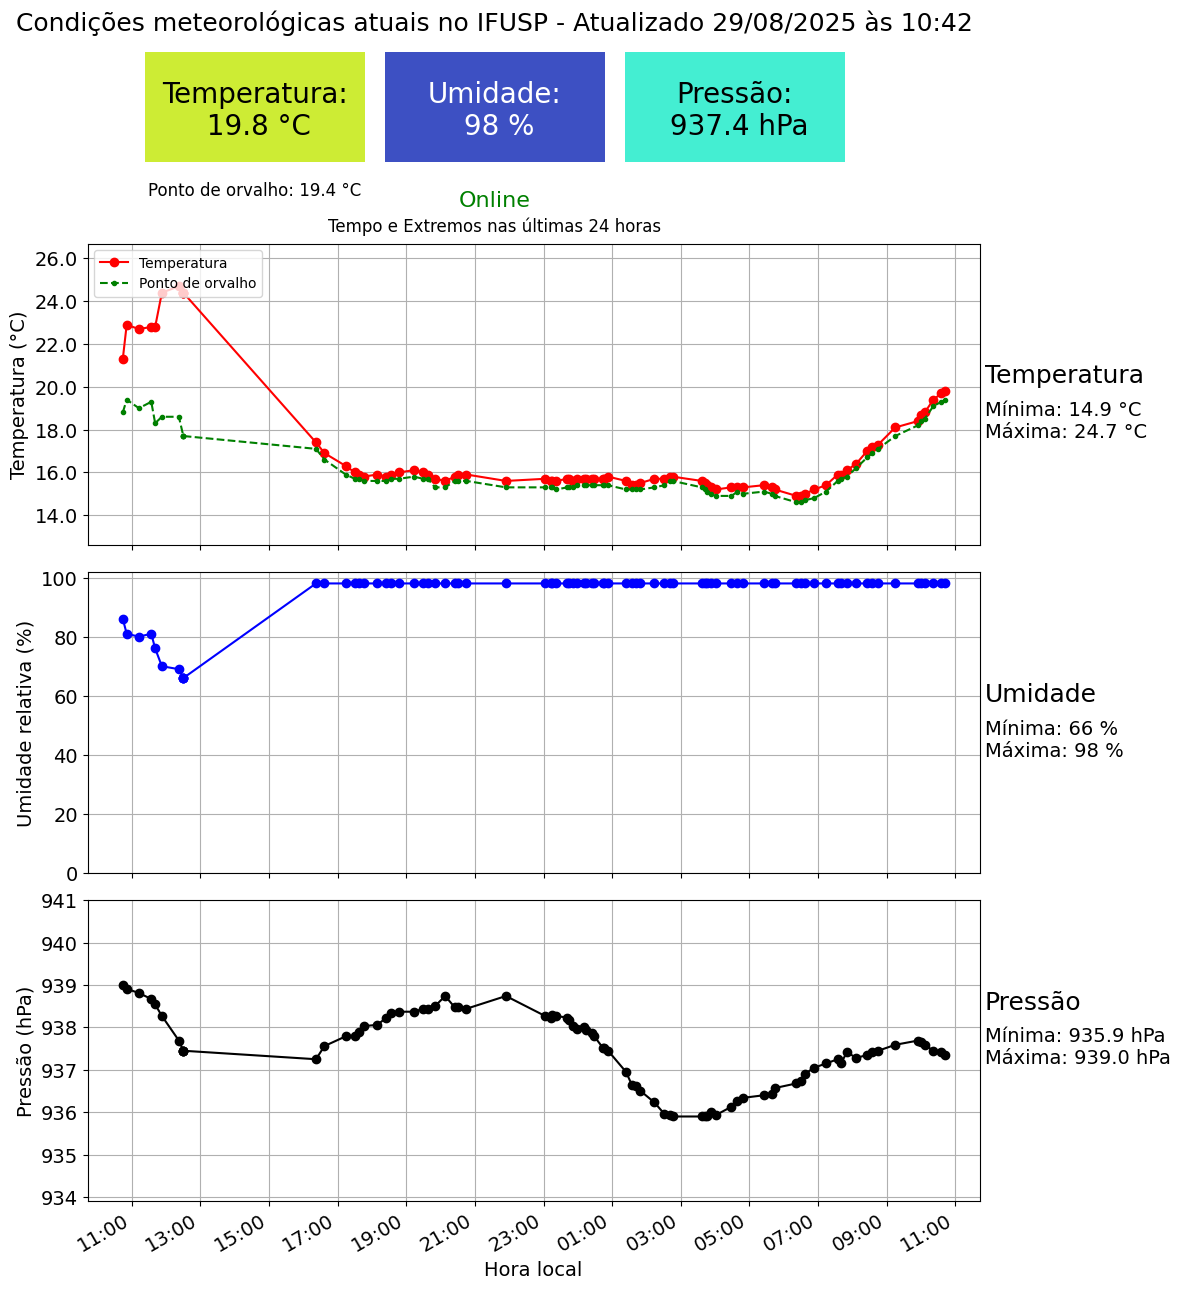 Condições meteorológicas atuais no IFUSP - Atualizado 29/08/2025 às 10:42
Temperatura:
19.8 °C
Umidade:
98 %
Pressão:
937.4 hPa
Ponto de orvalho: 19.4 °C
Online
Tempo e Extremos nas últimas 24 horas
Temperatura
Ponto de orvalho
Temperatura (°C)
26.0
24.0
22.0
20.0
18.0
16.0
14.0
Temperatura
Mínima: 14.9 °C
Máxima: 24.7 °C
Umidade relativa (%)
100
80
60
40
20
0
Umidade
Mínima: 66 %
Máxima: 98 %
Pressão (hPa)
941
940
939
938
937
936
935
934
Pressão
Mínima: 935.9 hPa
Máxima: 939.0 hPa
11:00
13:00
15:00
17:00
19:00
21:00
23:00
01:00
03:00
05:00
07:00
09:00
11:00
Hora local